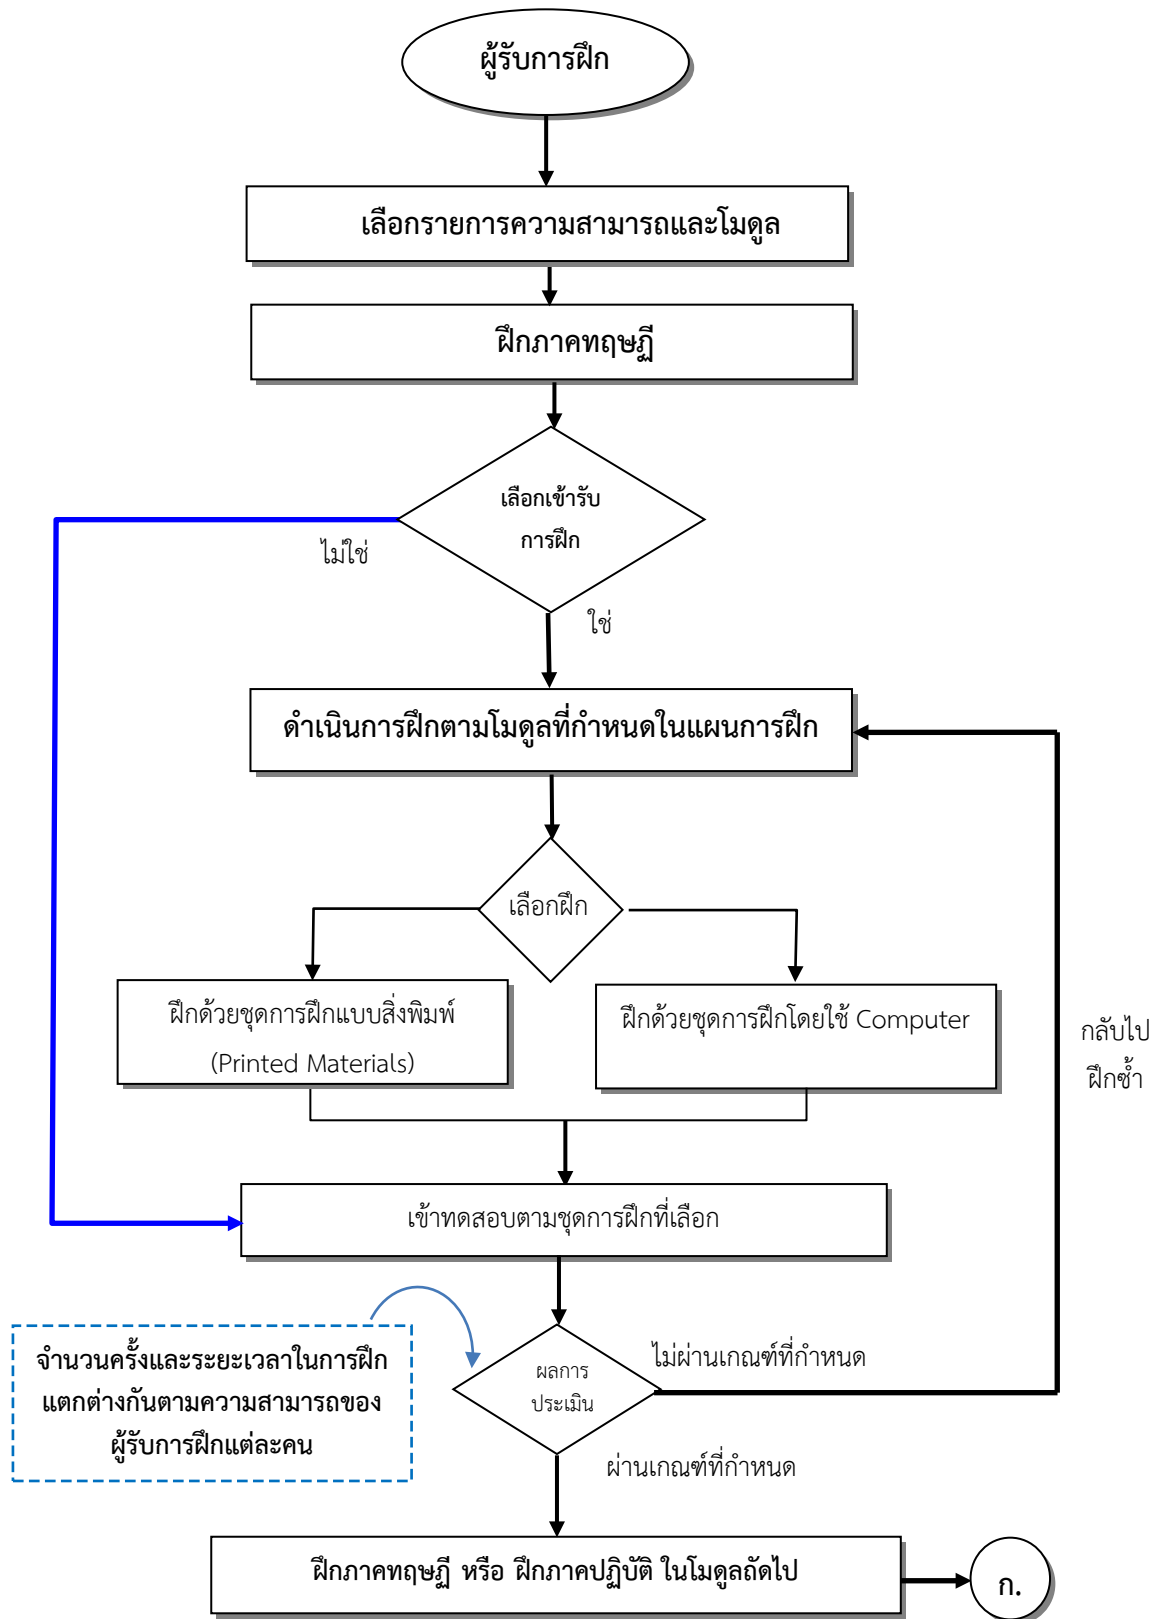 ผู้รับการฝึก
เลือกรายการความสามารถและโมดูล
ฝึกภาคทฤษฎี
เลือกเข้ารับ
การฝึก
ไม่ใช่
ใช่
ดำเนินการฝึกตามโมดูลที่กำหนดในแผนการฝึก
เลือกฝึก
ฝึกด้วยชุดการฝึกแบบสิ่งพิมพ์
(Printed Materials)
ฝึกด้วยชุดการฝึกโดยใช้ Computer
กลับไป
ฝึกซ้ำ
เข้าทดสอบตามชุดการฝึกที่เลือก
จำนวนครั้งและระยะเวลาในการฝึก
แตกต่างกันตามความสามารถของ
ผู้รับการฝึกแต่ละคน
ผลการ
ประเมิน
ไม่ผ่านเกณฑ์ที่กำหนด
ผ่านเกณฑ์ที่กำหนด
ฝึกภาคทฤษฎี หรือ ฝึกภาคปฏิบัติ ในโมดูลถัดไป
ก.